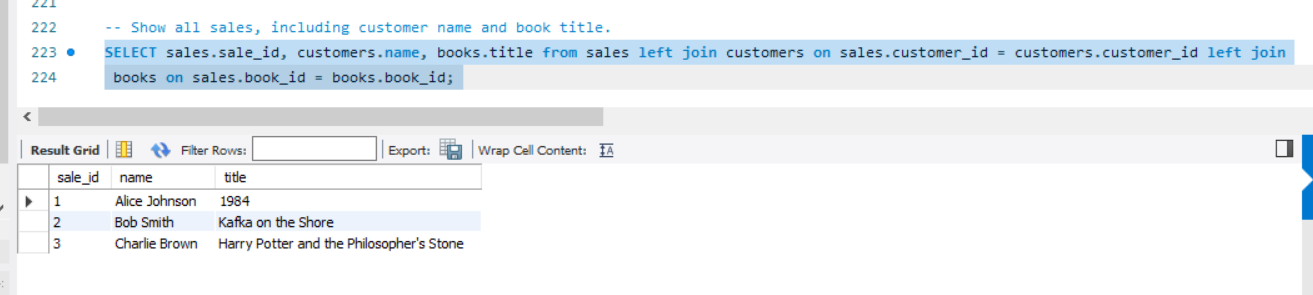 221
222 -- Show all sales, including customer name and book title.
223 SELECT sales.sale_id, customers.name, books.title from sales left join customers on sales.customer_id = customers.customer_id left join
224 books on sales.book_id = books.book_id;
Result Grid Filter Rows: Export: Wrap Cell Content:
sale_id name title
1 Alice Johnson 1984
2 Bob Smith Kafka on the Shore
3 Charlie Brown Harry Potter and the Philosopher's Stone